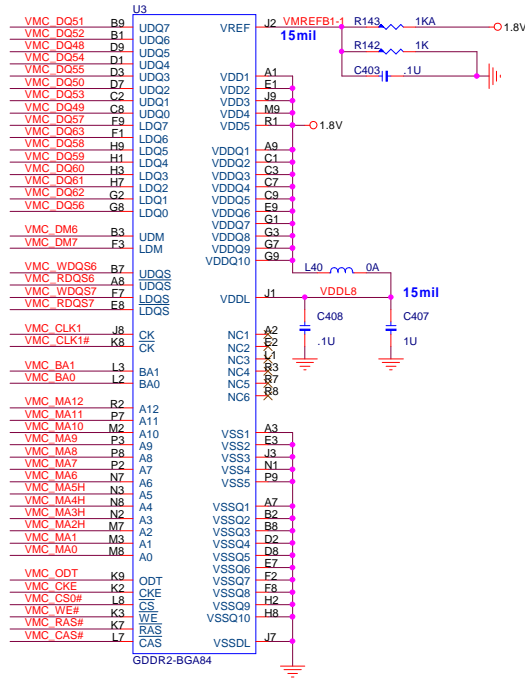 U3
VMC_DQ51 B9 UDQ7 VREF J2 VMREFB1-1 R143 1KA 1.8V
VMC_DQ52 B1 UDQ6 15mil
VMC_DQ48 D9 UDQ5 R142 1K
VMC_DQ54 D1 UDQ4
VMC_DQ55 D3 UDQ3 VDD1 A1 C403 .1U
VMC_DQ50 D7 UDQ2 VDD2 E1
VMC_DQ53 C2 UDQ1 VDD3 J9
VMC_DQ49 C8 UDQ0 VDD4 M9
VMC_DQ57 F9 LDQ7 VDD5 R1 1.8V
VMC_DQ63 F1 LDQ6
VMC_DQ58 H9 LDQ5 VDDQ1 A9
VMC_DQ59 H1 LDQ4 VDDQ2 C1
VMC_DQ60 H3 LDQ3 VDDQ3 C3
VMC_DQ61 H7 LDQ2 VDDQ4 C7
VMC_DQ62 G2 LDQ1 VDDQ5 C9
VMC_DQ56 G8 LDQ0 VDDQ6 E9
VDDQ7 G1
VMC_DM6 B3 UDM VDDQ8 G3
VMC_DM7 F3 LDM VDDQ9 G7
VDDQ10 G9
VMC_WDQS6 B7 UDQS L40 0A
VMC_RDQS6 A8 UDQS
VMC_WDQS7 F7 LDQS VDDL J1 VDDL8 15mil
VMC_RDQS7 E8 LDQS
C408 C407
VMC_CLK1 J8 CK NC1 A2 .1U 1U
VMC_CLK1# K8 CK NC2 E2
NC3 L1
VMC_BA1 L3 BA1 NC4 R3
VMC_BA0 L2 BA0 NC5 R7
NC6 R8
VMC_MA12 R2 A12
VMC_MA11 P7 A11
VMC_MA10 M2 A10 VSS1 A3
VMC_MA9 P3 A9 VSS2 E3
VMC_MA8 P8 A8 VSS3 J3
VMC_MA7 P2 A7 VSS4 N1
VMC_MA6 N7 A6 VSS5 P9
VMC_MA5H N3 A5
VMC_MA4H N8 A4 VSSQ1 A7
VMC_MA3H N2 A3 VSSQ2 B2
VMC_MA2H M7 A2 VSSQ3 B8
VMC_MA1 M3 A1 VSSQ4 D2
VMC_MA0 M8 A0 VSSQ5 D8
VSSQ6 E7
VMC_ODT K9 ODT VSSQ7 F2
VMC_CKE K2 CKE VSSQ8 F8
VMC_CS0# L8 CS VSSQ9 H2
VMC_WE# K3 WE VSSQ10 H8
VMC_RAS# K7 RAS
VMC_CAS# L7 CAS VSSDL J7
GDDR2-BGA84